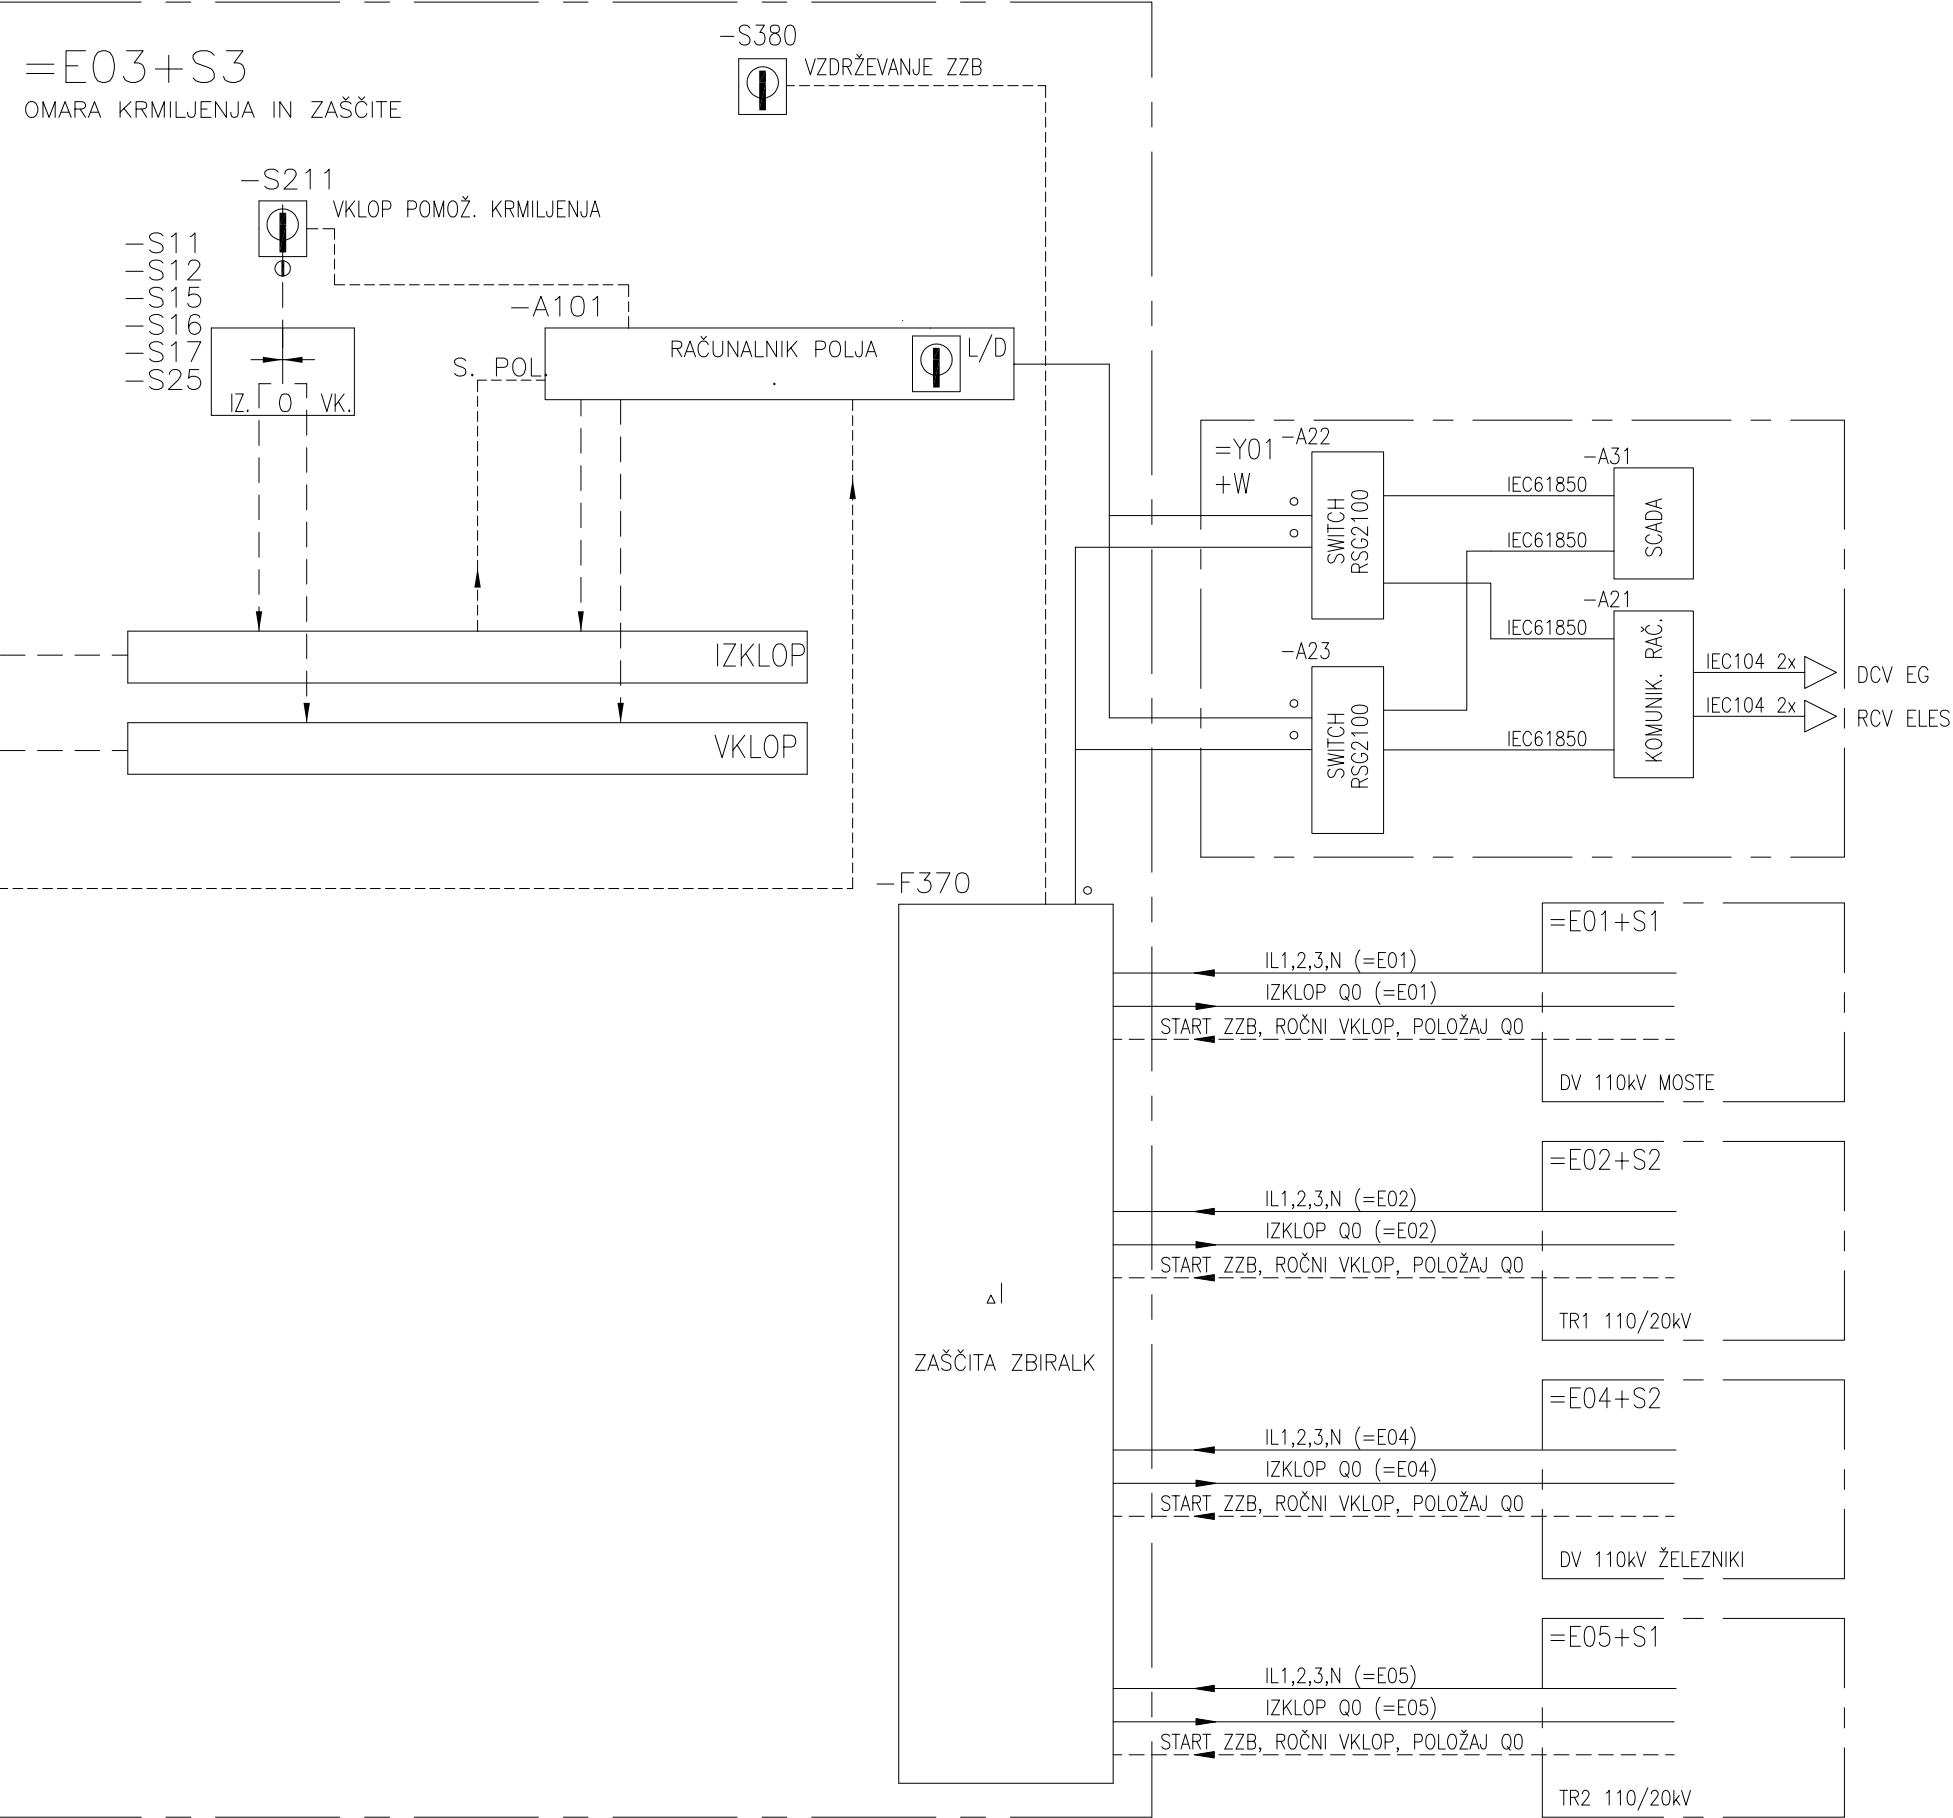 =E03+S3
OMARA KRMILJENJA IN ZAŠČITE
-S380
VZDRŽEVANJE ZZB
-S211
VKLOP POMOŽ. KRMILJENJA
-S11
-S12
-S15
-S16
-S17
-S25
IZ. 0 VK.
-A101
RAČUNALNIK POLJA
L/D
S. POL.
IZKLOP
VKLOP
=Y01
+W
-A22
SWITCH
RSG2100
-A23
SWITCH
RSG2100
IEC61850
IEC61850
IEC61850
IEC61850
-A31
SCADA
-A21
KOMUNIK. RAČ.
IEC104 2x
DCV EG
IEC104 2x
RCV ELES
-F370
ZAŠČITA ZBIRALK
=E01+S1
IL1,2,3,N (=E01)
IZKLOP Q0 (=E01)
START ZZB, ROČNI VKLOP, POLOŽAJ Q0
DV 110kV MOSTE
=E02+S2
IL1,2,3,N (=E02)
IZKLOP Q0 (=E02)
START ZZB, ROČNI VKLOP, POLOŽAJ Q0
TR1 110/20kV
=E04+S2
IL1,2,3,N (=E04)
IZKLOP Q0 (=E04)
START ZZB, ROČNI VKLOP, POLOŽAJ Q0
DV 110kV ŽELEZNIKI
=E05+S1
IL1,2,3,N (=E05)
IZKLOP Q0 (=E05)
START ZZB, ROČNI VKLOP, POLOŽAJ Q0
TR2 110/20kV